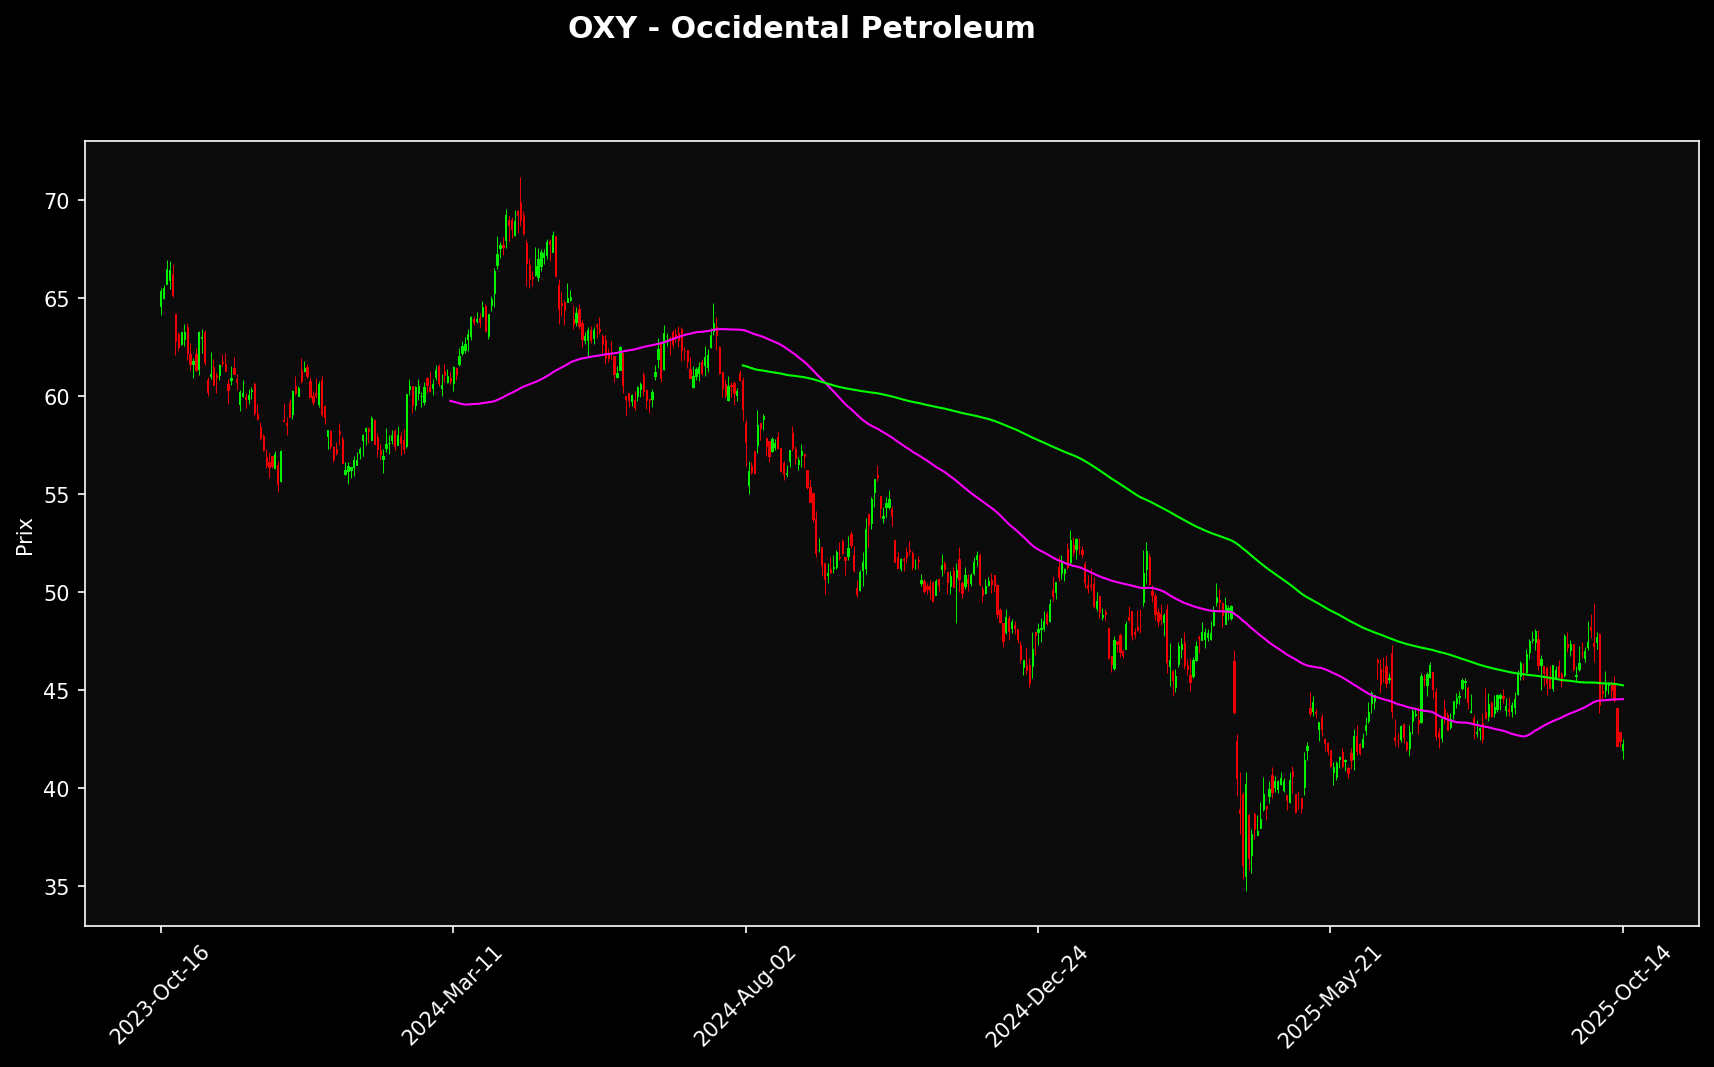 OXY - Occidental Petroleum
Prix
70
65
60
55
50
45
40
35
2023-Oct-16
2024-Mar-11
2024-Aug-02
2024-Dec-24
2025-May-21
2025-Oct-14